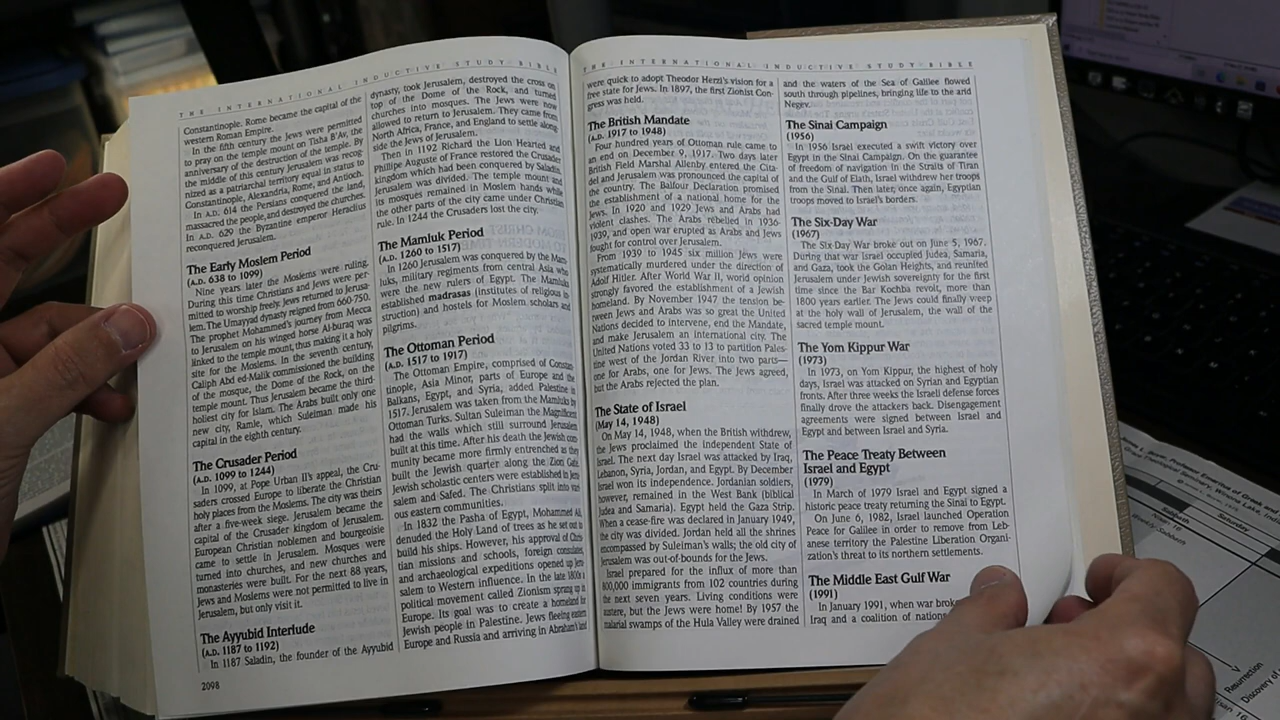 THE INTERNATIONAL INDUCTIVE STUDY BIBLE
Constantinople. Rome became the capital of the
western Roman Empire.
In the fifth century the Jews were permitted
to pray on the temple mount on Tisha B'Av, the
anniversary of the destruction of the temple. By
the middle of this century Jerusalem was recog-
nized as a patriarchal territory equal in status to
Constantinople, Alexandria, Rome, and Antioch.
In A.D. 614 the Persians conquered the land,
massacred the people, and destroyed the churches.
In A.D. 629 the Byzantine emperor Heraclius
reconquered Jerusalem.
The Early Moslem Period
(A.D. 638 to 1099)
Nine years later the Moslems were ruling.
During this time Christians and Jews were per-
mitted to worship freely. Jews returned to Jerusa-
lem. The Umayyad dynasty reigned from 660-750.
The prophet Mohammed's journey from Mecca
to Jerusalem on his winged horse Al-buraq was
linked to the temple mount, thus making it a holy
site for the Moslems. In the seventh century,
Caliph Abd ed-Malik commissioned the building
of the mosque, the Dome of the Rock, on the
temple mount. Thus Jerusalem became the third-
holiest city for Islam. The Arabs built only one
new city, Ramle, which Suleiman made his
capital in the eighth century.
The Crusader Period
(A.D. 1099 to 1244)
In 1099, at Pope Urban II's appeal, the Cru-
saders crossed Europe to liberate the Christian
holy places from the Moslems. The city was theirs
after a five-week siege. Jerusalem became the
capital of the Crusader kingdom of Jerusalem.
European Christian noblemen and bourgeoisie
came to settle in Jerusalem. Mosques were
turned into churches, and new churches and
monasteries were built. For the next 88 years,
Jews and Moslems were not permitted to live in
Jerusalem, but only visit it.
The Ayyubid Interlude
(A.D. 1187 to 1192)
In 1187 Saladin, the founder of the Ayyubid
2098
dynasty, took Jerusalem, destroyed the cross on
top of the Dome of the Rock, and turned
churches into mosques. The Jews were now
allowed to return to Jerusalem. They came from
North Africa, France, and England to settle along
side the Jews of Jerusalem.
Then in 1192 Richard the Lion Hearted and
Phillipe Auguste of France restored the Crusader
kingdom which had been conquered by Saladin.
Jerusalem was divided. The temple mount and
its mosques remained in Moslem hands while
the other parts of the city came under Christian
rule. In 1244 the Crusaders lost the city.
The Mamluk Period
(A.D. 1260 to 1517)
In 1260 Jerusalem was conquered by the Mam-
luks, military regiments from central Asia who
were the new rulers of Egypt. The Mamluks
established madrasas (institutes of religious in-
struction) and hostels for Moslem scholars and
pilgrims.
The Ottoman Period
(A.D. 1517 to 1917)
The Ottoman Empire, comprised of Constan-
tinople, Asia Minor, parts of Europe and the
Balkans, Egypt, and Syria, added Palestine in
1517. Jerusalem was taken from the Mamluks by
Ottoman Turks. Sultan Suleiman the Magnificent
had the walls which still surround Jerusalem
built at this time. After his death the Jewish com-
munity became more firmly entrenched as they
built the Jewish quarter along the Zion Gate.
Jewish scholastic centers were established in Jeru-
salem and Safed. The Christians split into vari-
ous eastern communities.
In 1832 the Pasha of Egypt, Mohammed Ali,
denuded the Holy Land of trees as he set out to
build his ships. However, his approval of Chris-
tian missions and schools, foreign consulates,
and archaeological expeditions opened up Jeru-
salem to Western influence. In the late 1800s a
political movement called Zionism sprang up in
Europe. Its goal was to create a homeland for
Jewish people in Palestine. Jews fleeing eastern
Europe and Russia and arriving in Abraham's land
THE INTERNATIONAL INDUCTIVE STUDY BIBLE
were quick to adopt Theodor Herzl's vision for a
free state for Jews. In 1897, the first Zionist Con-
gress was held.
The British Mandate
(A.D. 1917 to 1948)
Four hundred years of Ottoman rule came to
an end on December 9, 1917. Two days later
British Field Marshal Allenby entered the Cita-
del and Jerusalem was pronounced the capital of
the country. The Balfour Declaration promised
the establishment of a national home for the
Jews. In 1920 and 1929 Jews and Arabs had
violent clashes. The Arabs rebelled in 1936-
1939, and open war erupted as Arabs and Jews
fought for control over Jerusalem.
From 1939 to 1945 six million Jews were
systematically murdered under the direction of
Adolf Hitler. After World War II, world opinion
strongly favored the establishment of a Jewish
homeland. By November 1947 the tension be-
tween Jews and Arabs was so great the United
Nations decided to intervene, end the Mandate,
and make Jerusalem an international city. The
United Nations voted 33 to 13 to partition Pales-
tine west of the Jordan River into two parts—
one for Arabs, one for Jews. The Jews agreed,
but the Arabs rejected the plan.
The State of Israel
(May 14, 1948)
On May 14, 1948, when the British withdrew,
the Jews proclaimed the independent State of
Israel. The next day Israel was attacked by Iraq,
Lebanon, Syria, Jordan, and Egypt. By December
Israel won its independence. Jordanian soldiers,
however, remained in the West Bank (biblical
Judea and Samaria). Egypt held the Gaza Strip.
When a cease-fire was declared in January 1949,
the city was divided. Jordan held all the shrines
encompassed by Suleiman's walls; the old city of
Jerusalem was out-of-bounds for the Jews.
Israel prepared for the influx of more than
800,000 immigrants from 102 countries during
the next seven years. Living conditions were
austere, but the Jews were home! By 1957 the
malarial swamps of the Hula Valley were drained
and the waters of the Sea of Galilee flowed
south through pipelines, bringing life to the arid
Negev.
The Sinai Campaign
(1956)
In 1956 Israel executed a swift victory over
Egypt in the Sinai Campaign. On the guarantee
of freedom of navigation in the Straits of Tiran
and the Gulf of Elath, Israel withdrew her troops
from the Sinai. Then later, once again, Egyptian
troops moved to Israel's borders.
The Six-Day War
(1967)
The Six-Day War broke out on June 5, 1967.
During that war Israel occupied Judea, Samaria,
and Gaza, took the Golan Heights, and reunited
Jerusalem under Jewish sovereignty for the first
time since the Bar Kochba revolt, more than
1800 years earlier. The Jews could finally weep
at the holy wall of Jerusalem, the wall of the
sacred temple mount.
The Yom Kippur War
(1973)
In 1973, on Yom Kippur, the highest of holy
days, Israel was attacked on Syrian and Egyptian
fronts. After three weeks the Israeli defense forces
finally drove the attackers back. Disengagement
agreements were signed between Israel and
Egypt and between Israel and Syria.
The Peace Treaty Between
Israel and Egypt
(1979)
In March of 1979 Israel and Egypt signed a
historic peace treaty returning the Sinai to Egypt.
On June 6, 1982, Israel launched Operation
Peace for Galilee in order to remove from Leb-
anese territory the Palestine Liberation Organi-
zation's threat to its northern settlements.
The Middle East Gulf War
(1991)
In January 1991, when war brok
Iraq and a coalition of nations
Sabbath
Saturday
Resurrection
Discovery of